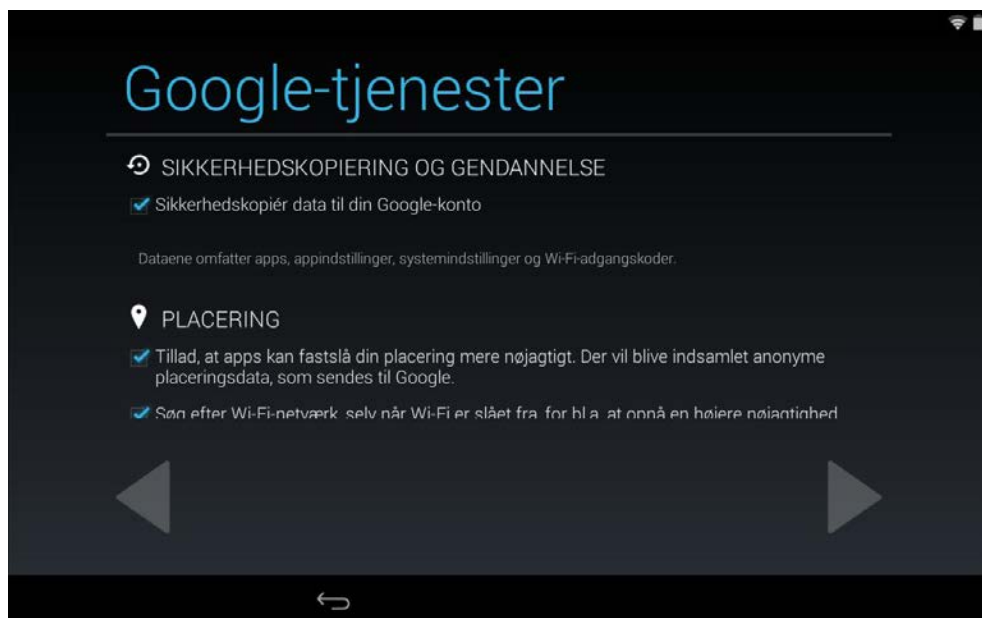 Google-tjenester
SIKKERHEDSKOPIERING OG GENDANNELSE
Sikkerhedskopiér data til din Google-konto
Dataene omfatter apps, appindstillinger, systemindstillinger og Wi-Fi-adgangskoder.
PLACERING
Tillad, at apps kan fastslå din placering mere nøjagtigt. Der vil blive indsamlet anonyme
placeringsdata, som sendes til Google.
Søg efter Wi-Fi-netværk, selv når Wi-Fi er slået fra, for bl.a. at opnå en højere nøjagtighed